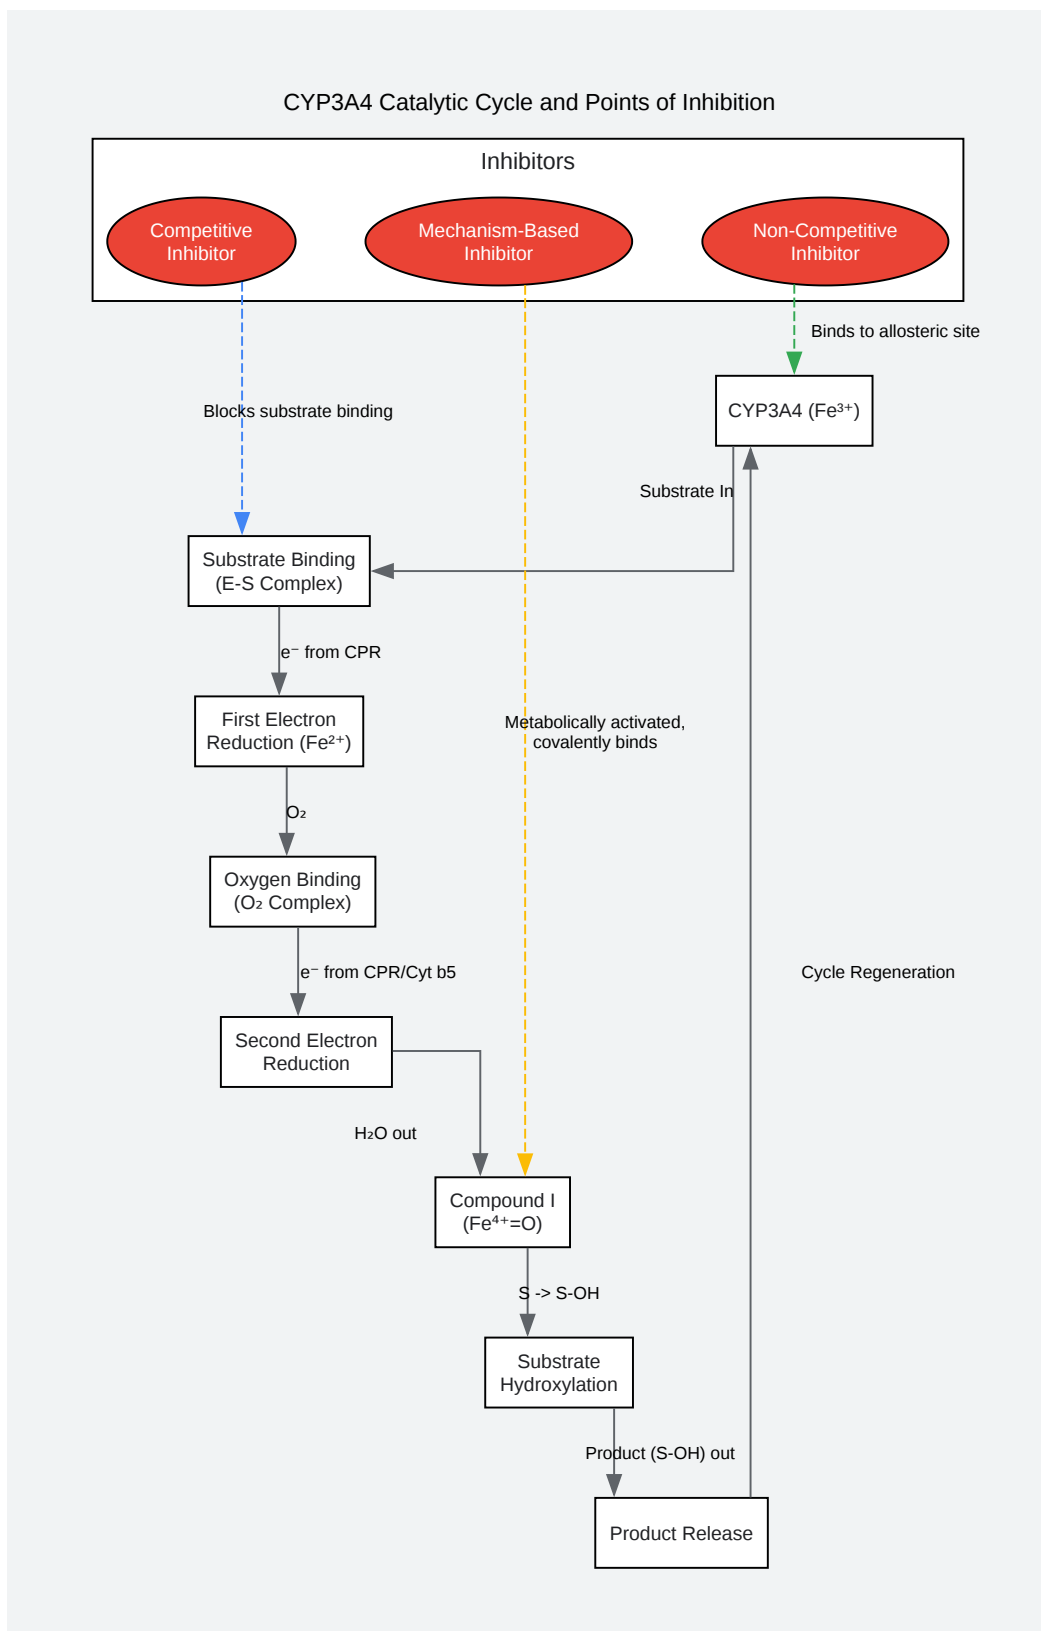 CYP3A4 Catalytic Cycle and Points of Inhibition
Inhibitors
Competitive
Inhibitor
Mechanism-Based
Inhibitor
Non-Competitive
Inhibitor
Binds to allosteric site
Blocks substrate binding
CYP3A4 (Fe³⁺)
Substrate In
Substrate Binding
(E-S Complex)
e⁻ from CPR
First Electron
Reduction (Fe²⁺)
Metabolically activated,
covalently binds
O₂
Oxygen Binding
(O₂ Complex)
e⁻ from CPR/Cyt b5
Cycle Regeneration
Second Electron
Reduction
H₂O out
Compound I
(Fe⁴⁺=O)
S -> S-OH
Substrate
Hydroxylation
Product (S-OH) out
Product Release